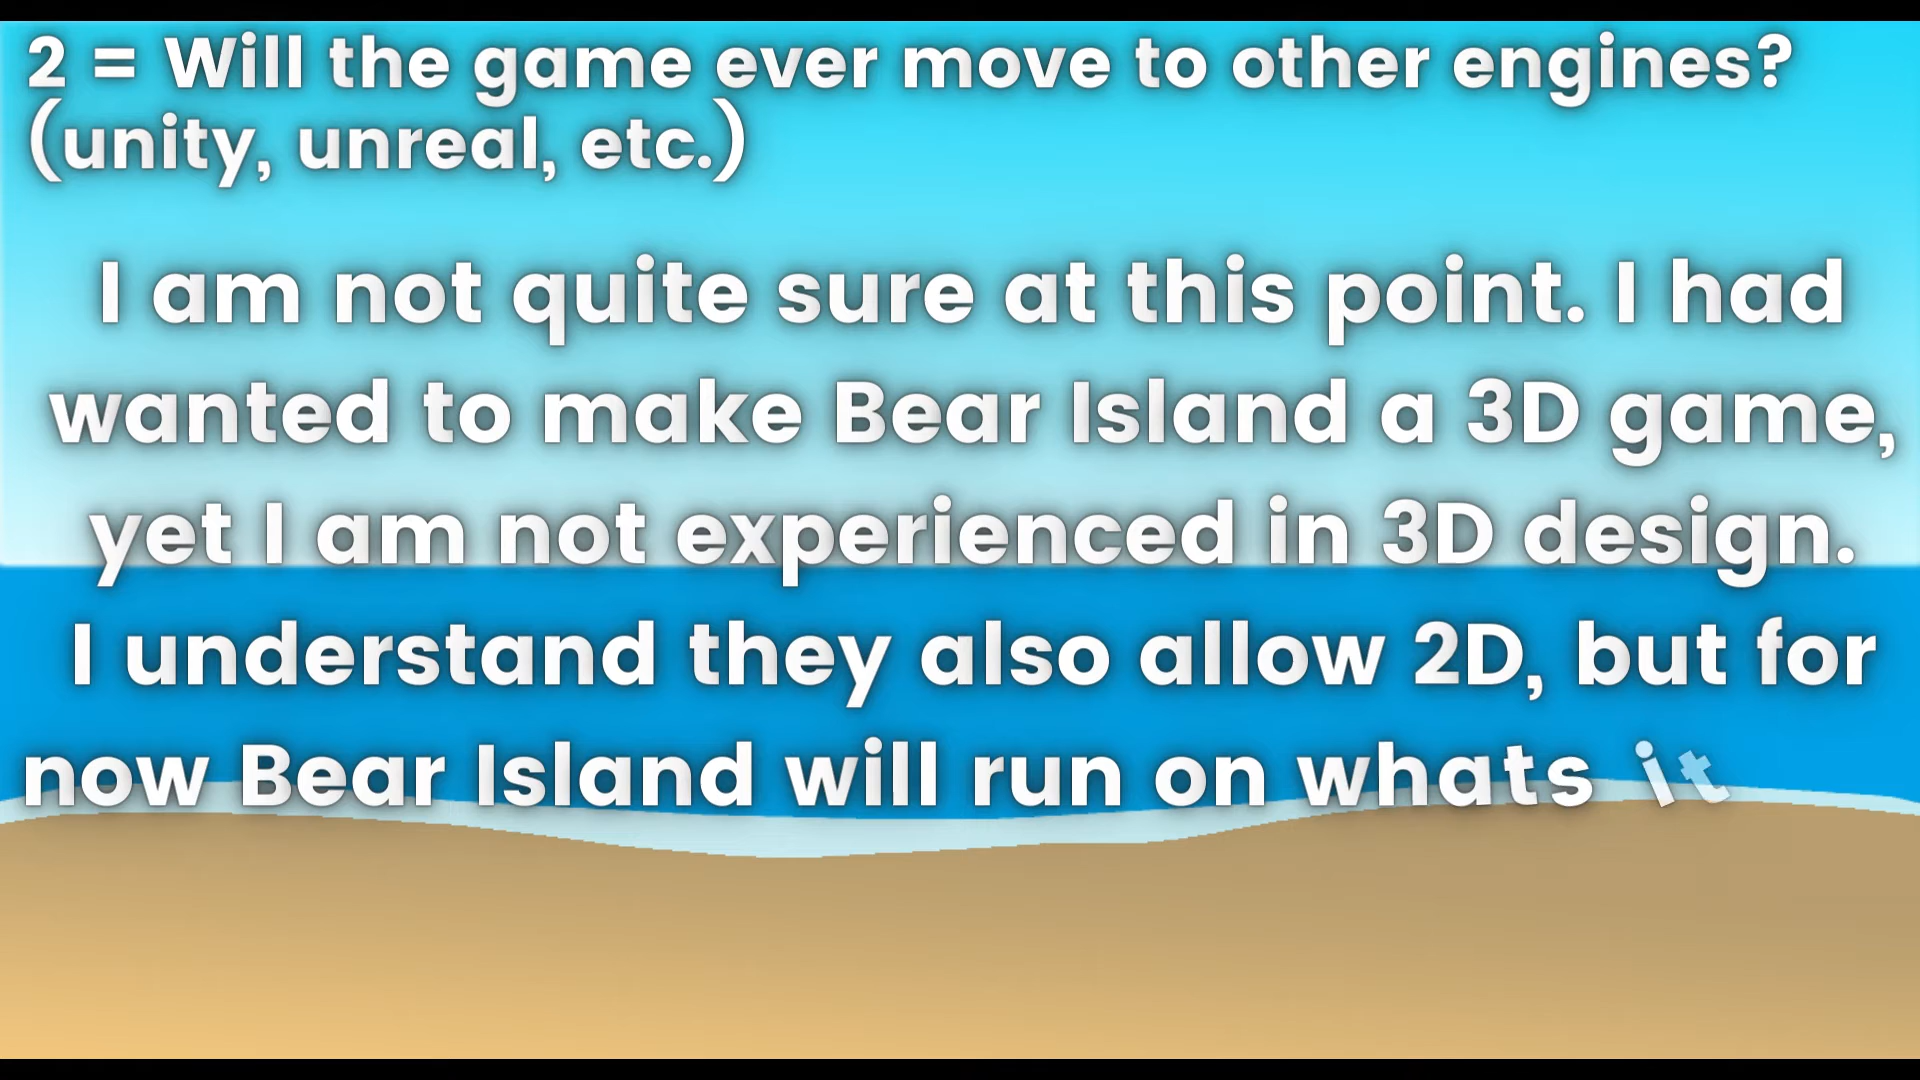 2 = Will the game ever move to other engines?
(unity, unreal, etc.)
I am not quite sure at this point. I had
wanted to make Bear Island a 3D game,
yet I am not experienced in 3D design.
I understand they also allow 2D, but for
now Bear Island will run on whats it